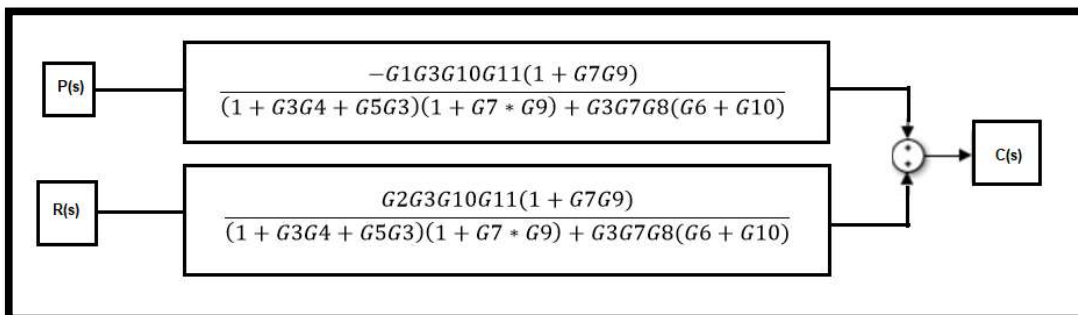 P(s)
−G1G3G10G11(1 + G7G9)
(1 + G3G4 + G5G3)(1 + G7 * G9) + G3G7G8(G6 + G10)
C(s)
R(s)
G2G3G10G11(1 + G7G9)
(1 + G3G4 + G5G3)(1 + G7 * G9) + G3G7G8(G6 + G10)